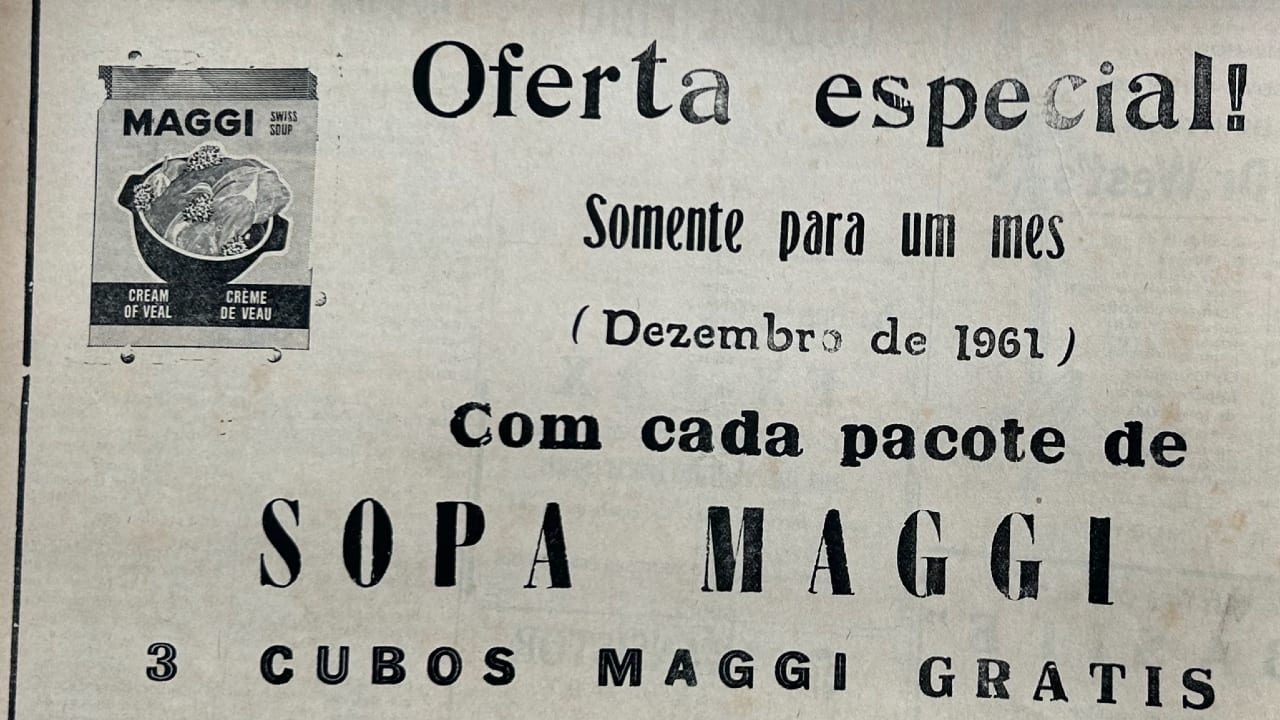 MAGGI SWISS SOUP
CREAM OF VEAL
CRÈME DE VEAU
Oferta especial!
Somente para um mes
(Dezembro de 1961)
Com cada pacote de
SOPA MAGGI
3 CUBOS MAGGI GRATIS